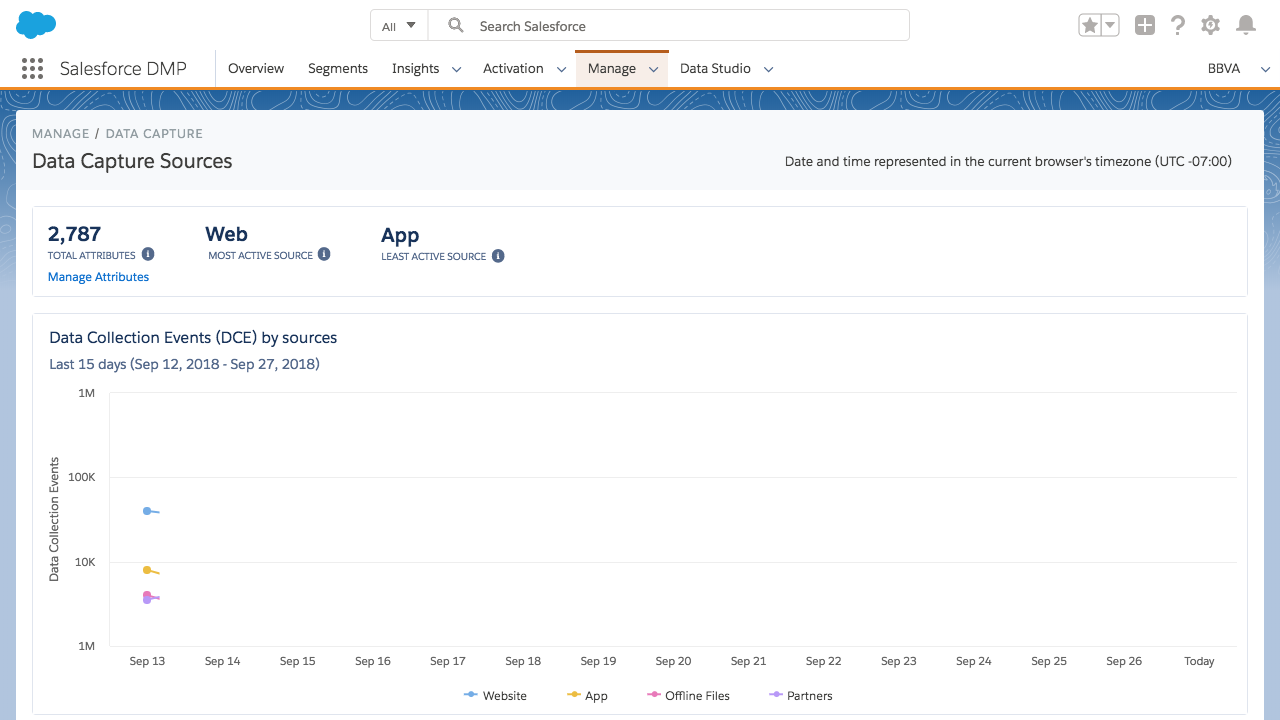 All
Search Salesforce
Salesforce DMP
Overview
Segments
Insights
Activation
Manage
Data Studio
BBVA
MANAGE / DATA CAPTURE
Data Capture Sources
Date and time represented in the current browser's timezone (UTC -07:00)
2,787
TOTAL ATTRIBUTES
Manage Attributes
Web
MOST ACTIVE SOURCE
App
LEAST ACTIVE SOURCE
Data Collection Events (DCE) by sources
Last 15 days (Sep 12, 2018 - Sep 27, 2018)
Data Collection Events
1M
100K
10K
1M
Sep 13 Sep 14 Sep 15 Sep 16 Sep 17 Sep 18 Sep 19 Sep 20 Sep 21 Sep 22 Sep 23 Sep 24 Sep 25 Sep 26 Today
Website App Offline Files Partners